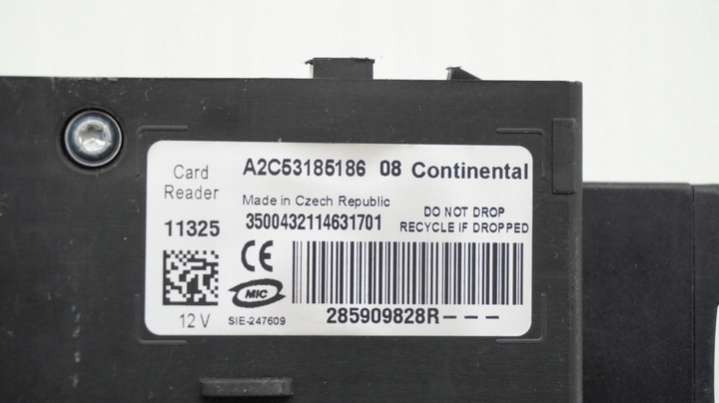 Card Reader
A2C53185186 08 Continental
Made in Czech Republic
11325
3500432114631701
DO NOT DROP
RECYCLE IF DROPPED
CE
MIC
12 V
SIE-247609
285909828R---